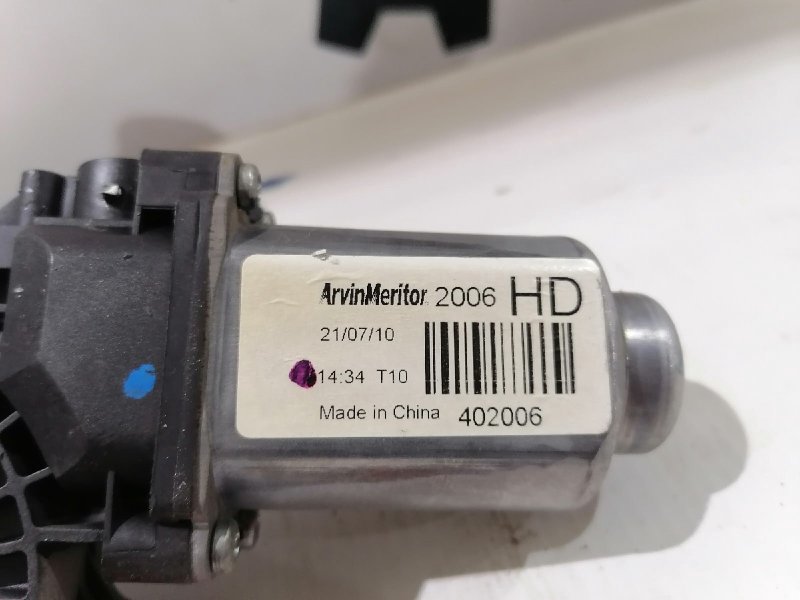 ArvinMeritor 2006 HD
21/07/10
14:34 T10
Made in China 402006